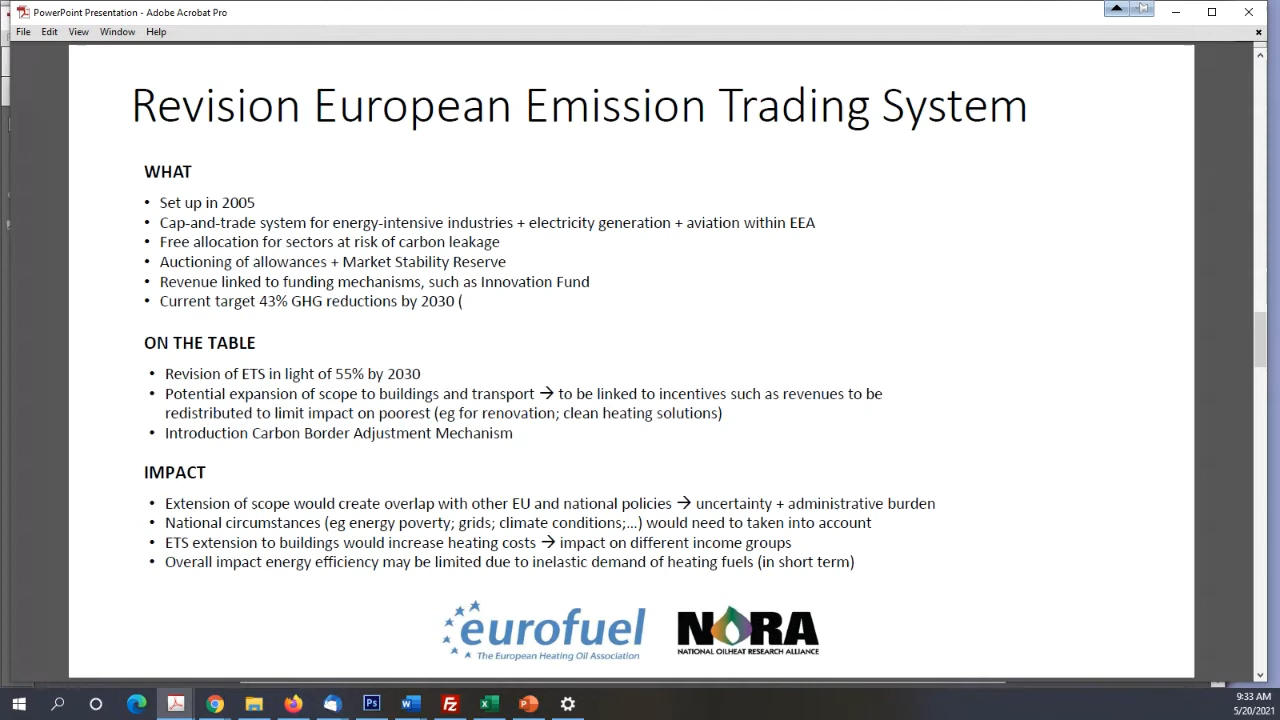 PowerPoint Presentation - Adobe Acrobat Pro
File Edit View Window Help
Revision European Emission Trading System
WHAT
• Set up in 2005
• Cap-and-trade system for energy-intensive industries + electricity generation + aviation within EEA
• Free allocation for sectors at risk of carbon leakage
• Auctioning of allowances + Market Stability Reserve
• Revenue linked to funding mechanisms, such as Innovation Fund
• Current target 43% GHG reductions by 2030 (
ON THE TABLE
• Revision of ETS in light of 55% by 2030
• Potential expansion of scope to buildings and transport → to be linked to incentives such as revenues to be
redistributed to limit impact on poorest (eg for renovation; clean heating solutions)
• Introduction Carbon Border Adjustment Mechanism
IMPACT
• Extension of scope would create overlap with other EU and national policies → uncertainty + administrative burden
• National circumstances (eg energy poverty; grids; climate conditions;...) would need to taken into account
• ETS extension to buildings would increase heating costs → impact on different income groups
• Overall impact energy efficiency may be limited due to inelastic demand of heating fuels (in short term)
eurofuel
The European Heating Oil Association
NORA
NATIONAL OILHEAT RESEARCH ALLIANCE
9:33 AM
5/20/2021